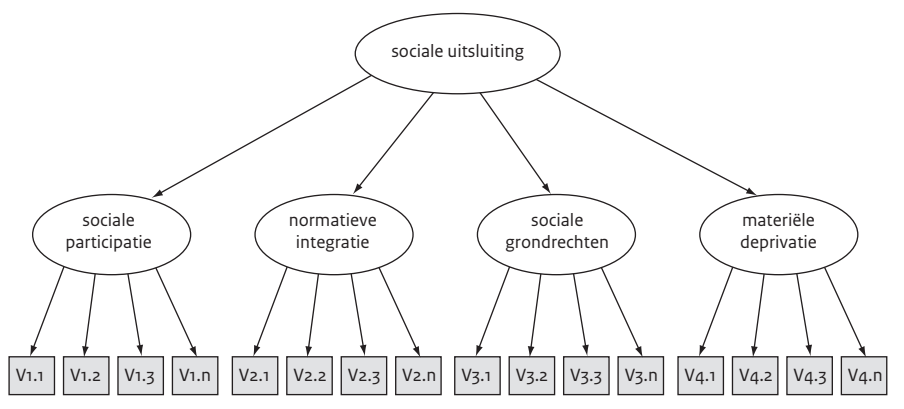 sociale uitsluiting
sociale
participatie
normatieve
integratie
sociale
grondrechten
materiële
deprivatie
V1.1 V1.2 V1.3 V1.n V2.1 V2.2 V2.3 V2.n V3.1 V3.2 V3.3 V3.n V4.1 V4.2 V4.3 V4.n